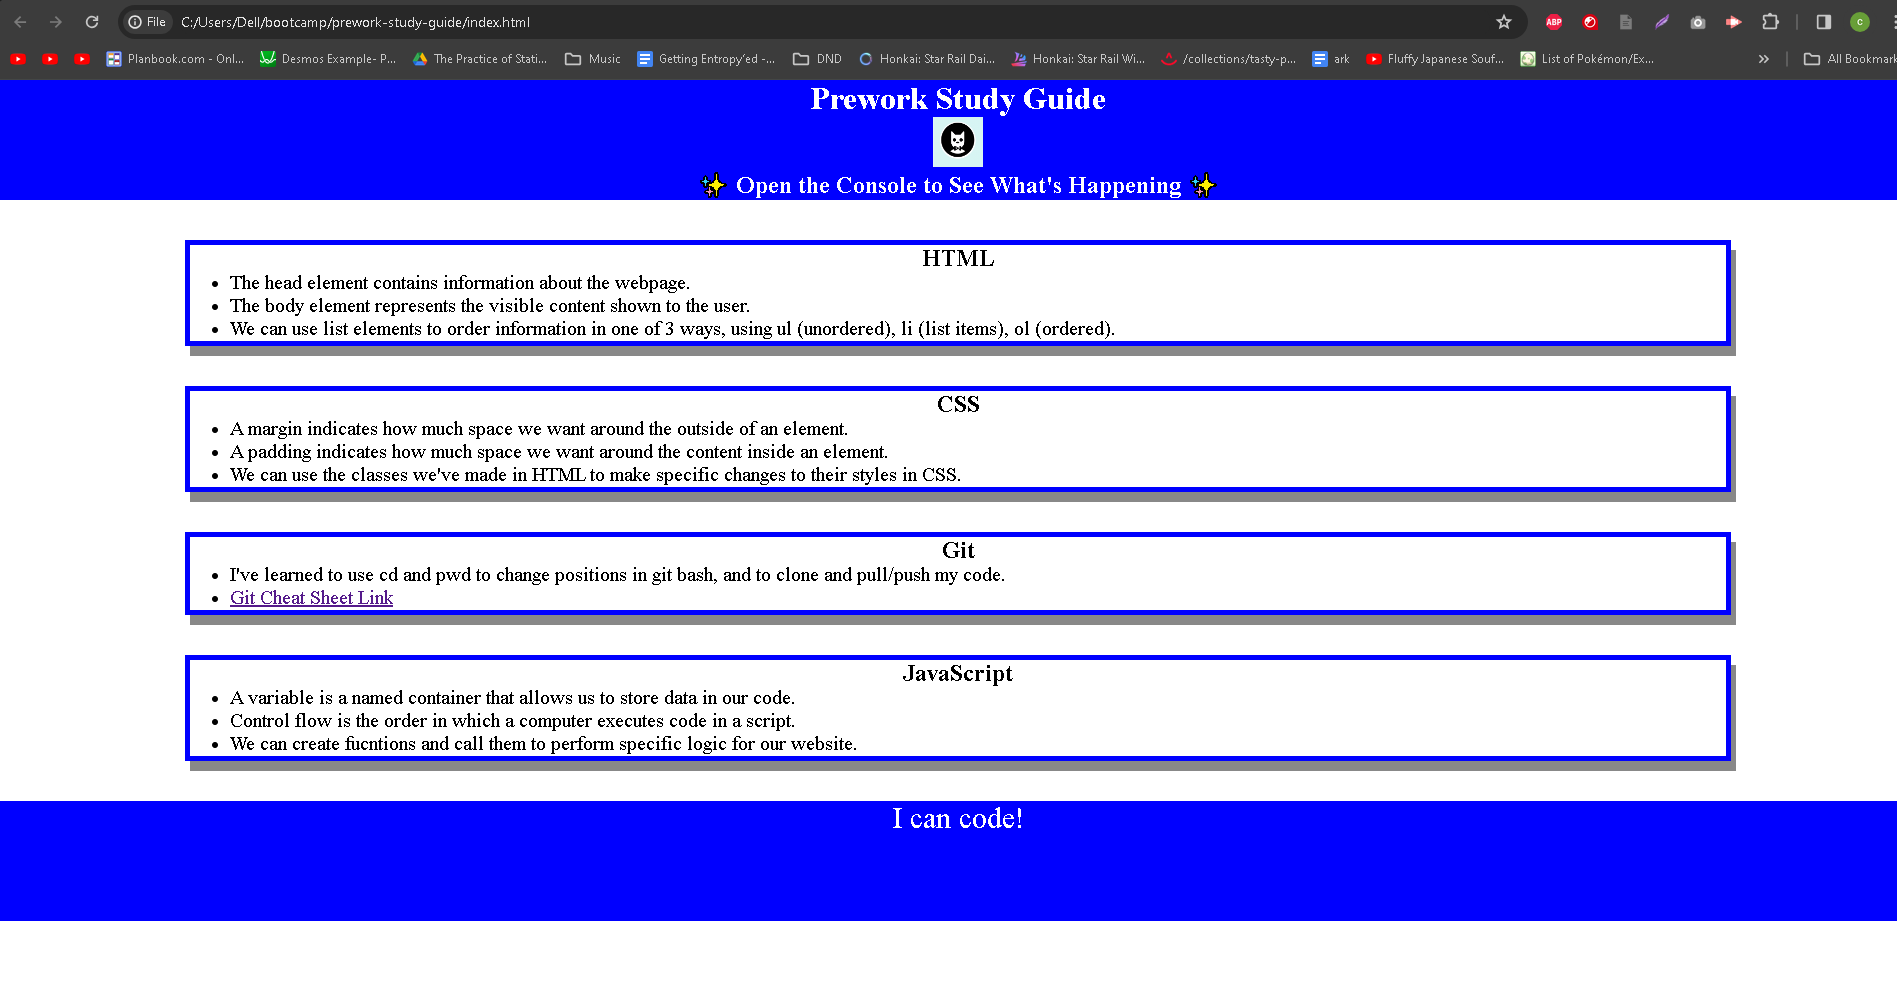 File C:/Users/Dell/bootcamp/prework-study-guide/index.html ABP c
Planbook.com - Onl... Desmos Example- P... The Practice of Stati... Music Getting Entropy'ed -... DND Honkai: Star Rail Dai... Honkai: Star Rail Wi... /collections/tasty-p... ark Fluffy Japanese Souf... List of Pokémon/Ex... » All Bookmark
Prework Study Guide
✨ Open the Console to See What's Happening ✨
HTML
• The head element contains information about the webpage.
• The body element represents the visible content shown to the user.
• We can use list elements to order information in one of 3 ways, using ul (unordered), li (list items), ol (ordered).
CSS
• A margin indicates how much space we want around the outside of an element.
• A padding indicates how much space we want around the content inside an element.
• We can use the classes we've made in HTML to make specific changes to their styles in CSS.
Git
• I've learned to use cd and pwd to change positions in git bash, and to clone and pull/push my code.
• Git Cheat Sheet Link
JavaScript
• A variable is a named container that allows us to store data in our code.
• Control flow is the order in which a computer executes code in a script.
• We can create fucntions and call them to perform specific logic for our website.
I can code!